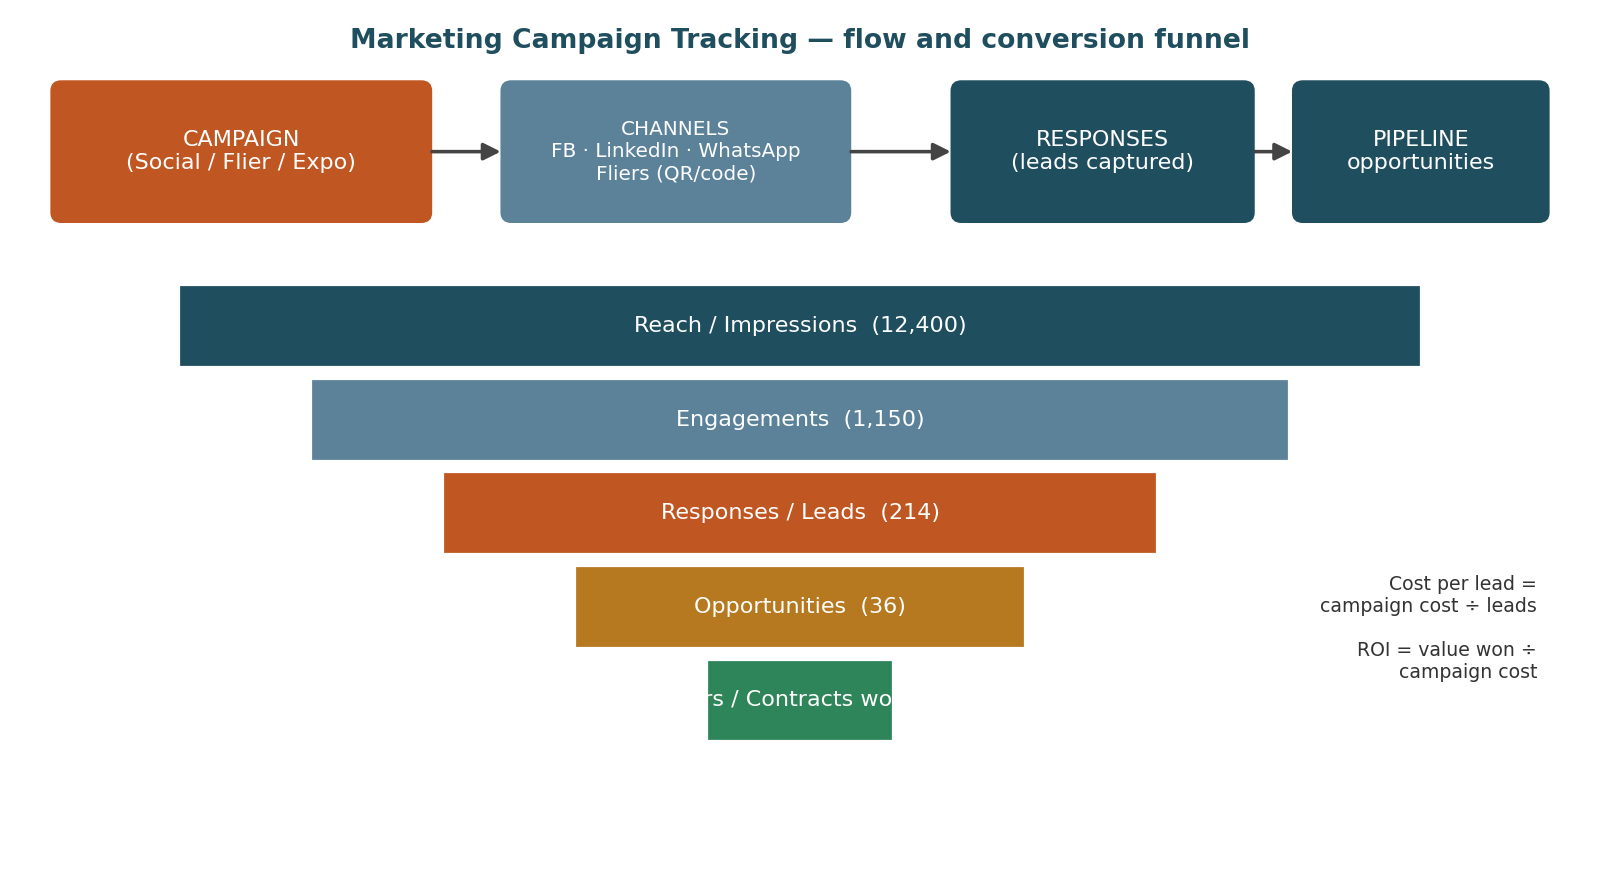 Marketing Campaign Tracking — flow and conversion funnel
CAMPAIGN
(Social / Flier / Expo)
CHANNELS
FB · LinkedIn · WhatsApp
Fliers (QR/code)
RESPONSES
(leads captured)
PIPELINE
opportunities
Reach / Impressions (12,400)
Engagements (1,150)
Responses / Leads (214)
Opportunities (36)
/ Contracts
Cost per lead =
campaign cost ÷ leads
ROI = value won ÷
campaign cost